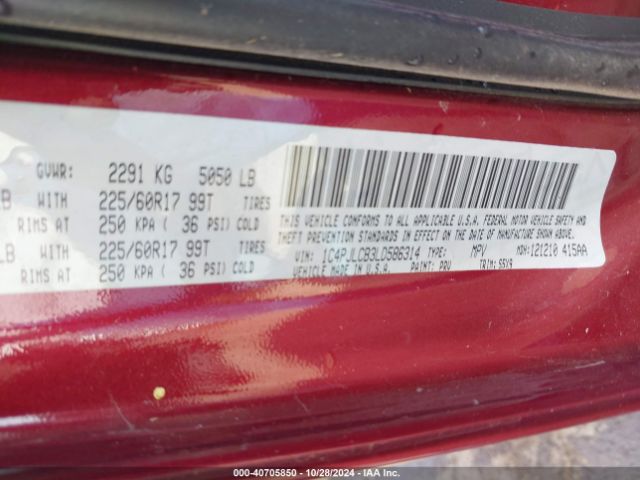 GVWR: 2291 KG 5050 LB
LB WITH 225/60R17 99T TIRES
RIMS AT 250 KPA ( 36 PSI) COLD
LB WITH 225/60R17 99T TIRES
RIMS AT 250 KPA ( 36 PSI) COLD
THIS VEHICLE CONFORMS TO ALL APPLICABLE U.S.A. FEDERAL MOTOR VEHICLE SAFETY AND
THEFT PREVENTION STANDARDS IN EFFECT ON THE DATE OF MANUFACTURE SHOWN ABOVE.
VIN: 1C4PJLCB3LD586314 TYPE: MPV MDH:121210 415AA
VEHICLE MADE IN U.S.A. PAINT: PRV TRIM: S5X9
000-40705850 | 10/28/2024 | IAA Inc.